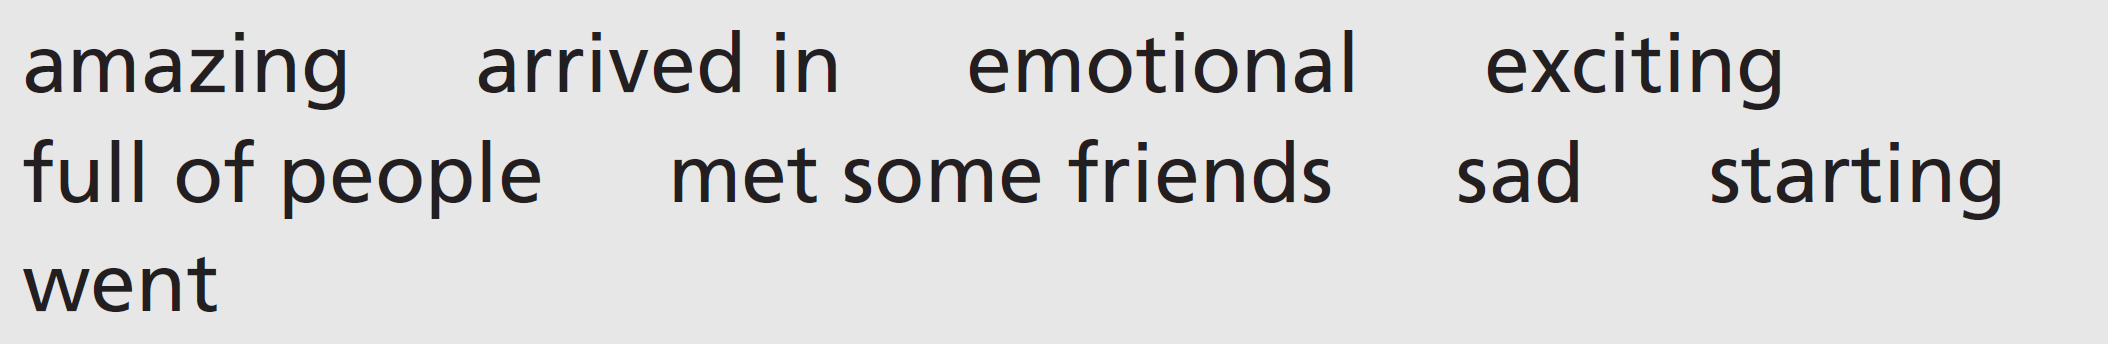 amazing arrived in emotional exciting
full of people met some friends sad starting
went